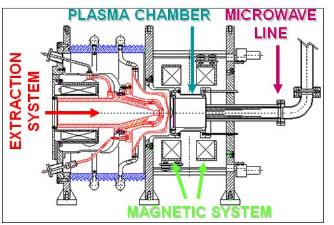 PLASMA CHAMBER
MICROWAVE
LINE
EXTRACTION
SYSTEM
MAGNETIC SYSTEM